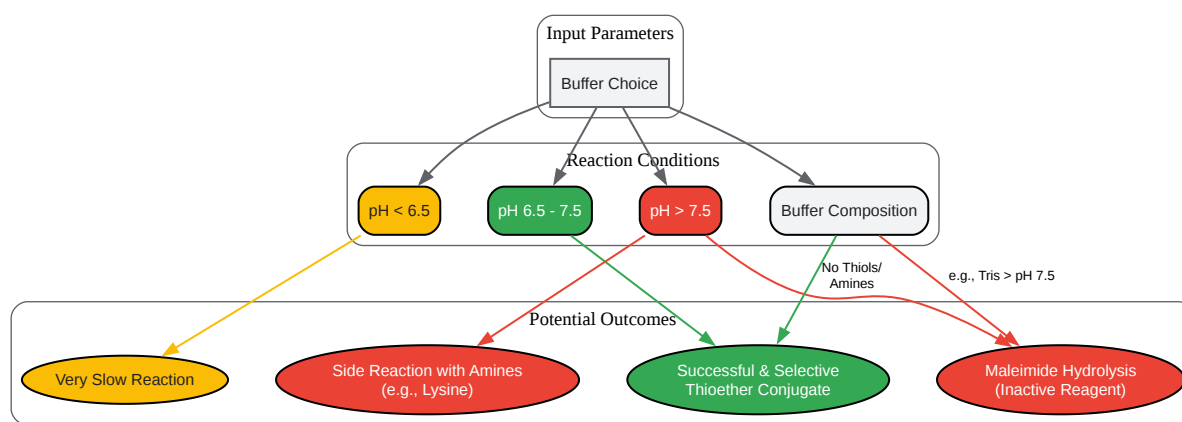 Input Parameters
Buffer Choice
Reaction Conditions
pH < 6.5
pH 6.5 - 7.5
pH > 7.5
Buffer Composition
No Thiols/
Amines
e.g., Tris > pH 7.5
Potential Outcomes
Very Slow Reaction
Side Reaction with Amines
(e.g., Lysine)
Successful & Selective
Thioether Conjugate
Maleimide Hydrolysis
(Inactive Reagent)